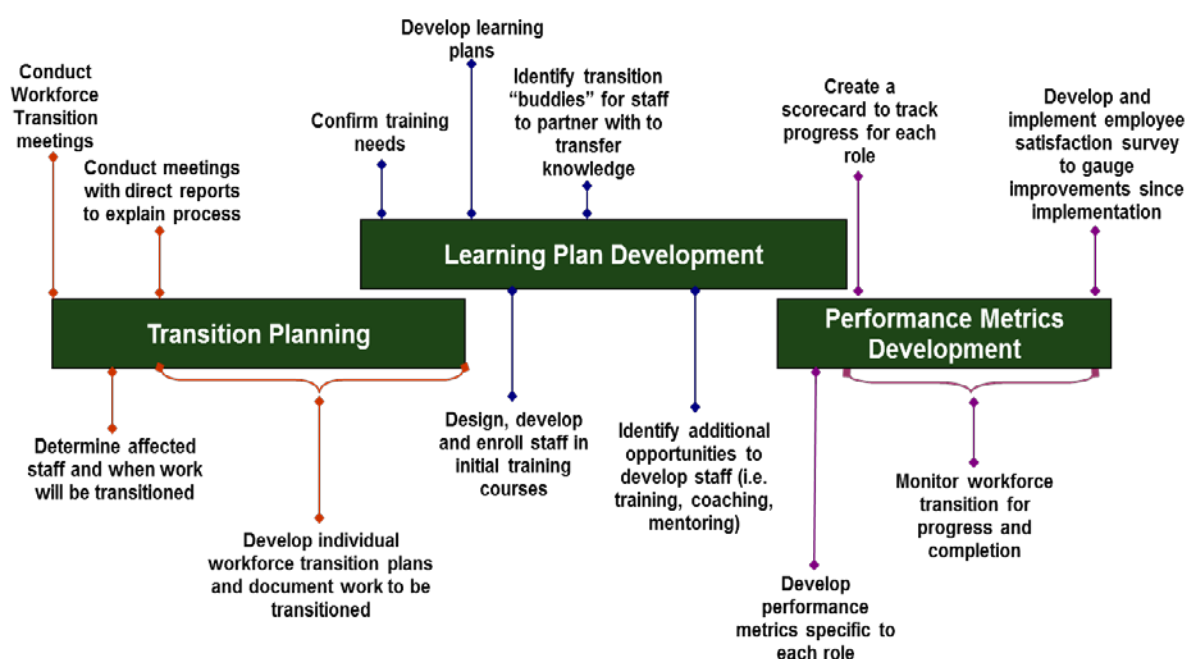 Conduct
Workforce
Transition
meetings
Conduct meetings
with direct reports
to explain process
Confirm training
needs
Develop learning
plans
Identify transition
“buddies” for staff
to partner with to
transfer
knowledge
Create a
scorecard to track
progress for each
role
Develop and
implement employee
satisfaction survey
to gauge
improvements since
implementation
Learning Plan Development
Transition Planning
Performance Metrics
Development
Determine affected
staff and when work
will be transitioned
Develop individual
workforce transition plans
and document work to be
transitioned
Design, develop
and enroll staff in
initial training
courses
Identify additional
opportunities to
develop staff (i.e.
training, coaching,
mentoring)
Develop
performance
metrics specific to
each role
Monitor workforce
transition for
progress and
completion